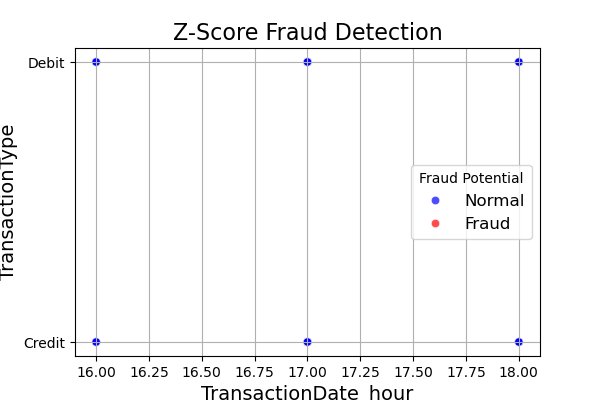 Z-Score Fraud Detection
TransactionType
Debit
Credit
Fraud Potential
Normal
Fraud
16.00 16.25 16.50 16.75 17.00 17.25 17.50 17.75 18.00
TransactionDate_hour